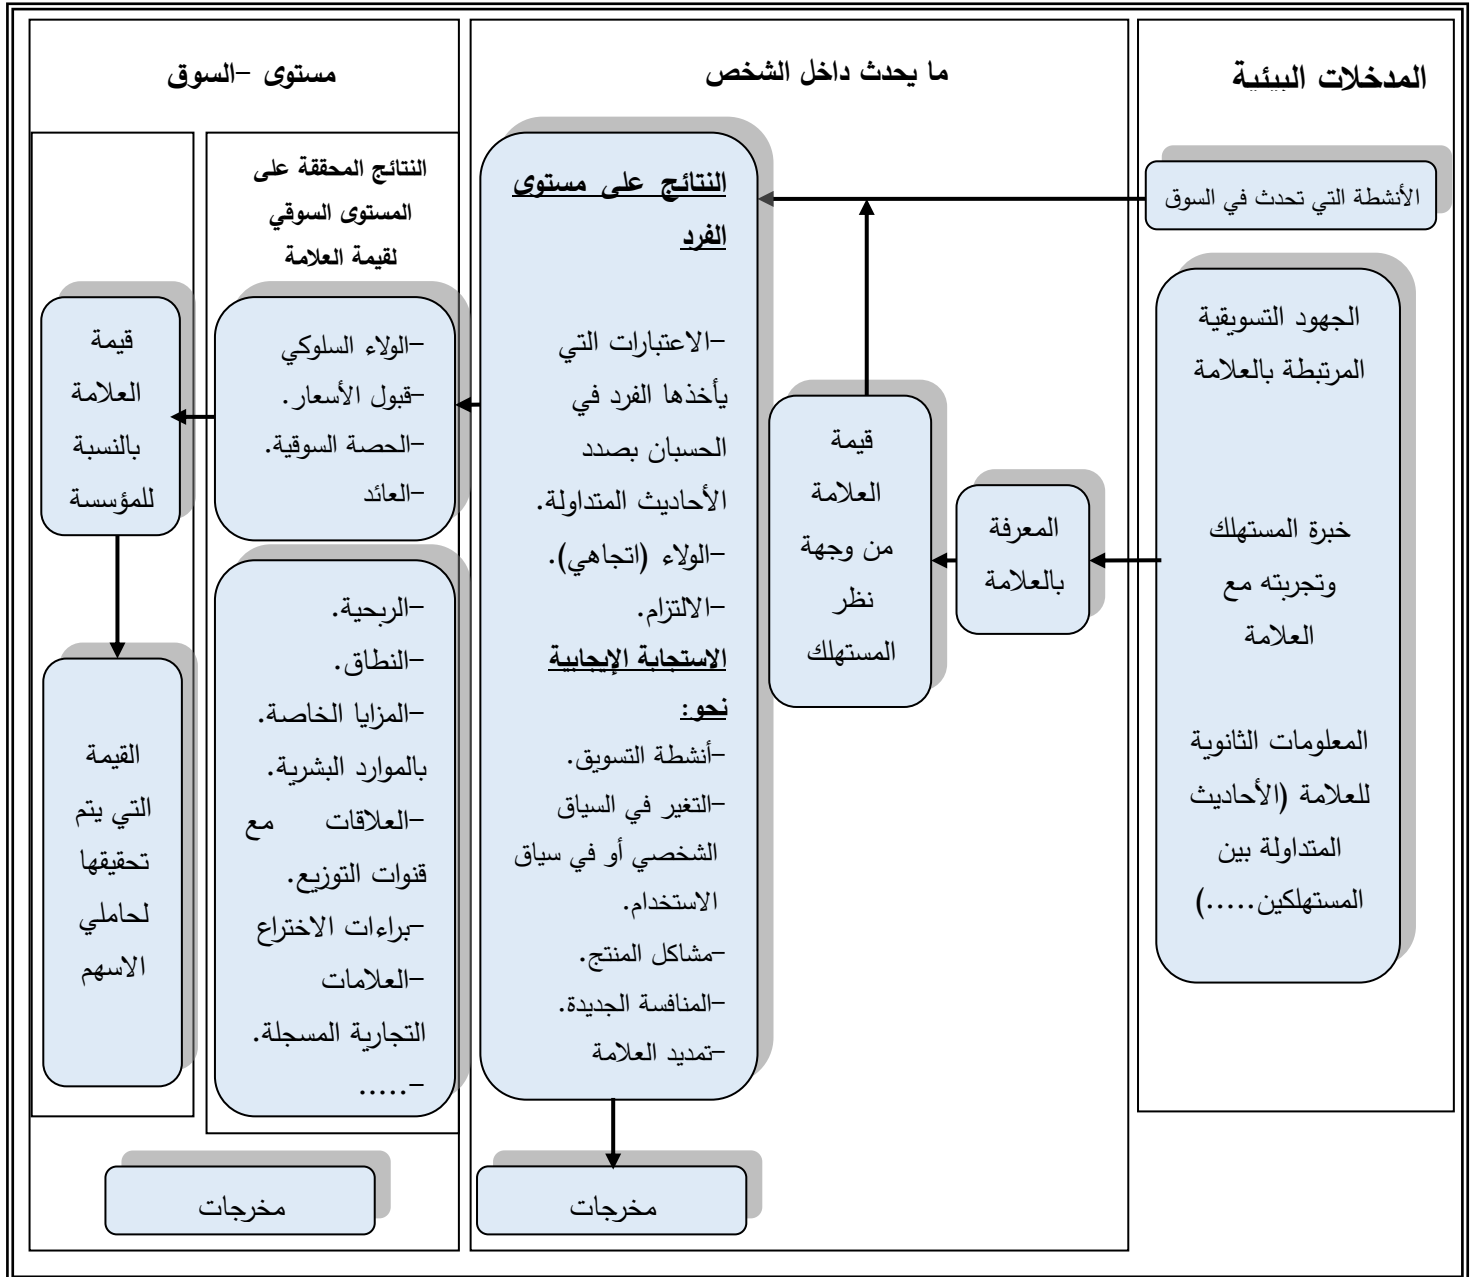 المدخلات البيئية
ما يحدث داخل الشخص
مستوى -السوق
الأنشطة التي تحدث في السوق
الجهود التسويقية
المرتبطة بالعلامة
خبرة المستهلك
وتجربته مع
العلامة
المعلومات الثانوية
للعلامة (الأحاديث
المتداولة بين
المستهلكين.....)
المعرفة
بالعلامة
قيمة
العلامة
من وجهة
نظر
المستهلك
النتائج على مستوى
الفرد
-الاعتبارات التي
يأخذها الفرد في
الحسبان بصدد
الأحاديث المتداولة.
-الولاء (اتجاهي).
-الالتزام.
الاستجابة الإيجابية
نحو:
-أنشطة التسويق.
-التغير في السياق
الشخصي أو في سياق
الاستخدام.
-مشاكل المنتج.
-المنافسة الجديدة.
-تمديد العلامة
مخرجات
النتائج المحققة على
المستوى السوقي
لقيمة العلامة
-الولاء السلوكي
-قبول الأسعار.
-الحصة السوقية.
-العائد
-الربحية.
-النطاق.
-المزايا الخاصة.
بالموارد البشرية.
-العلاقات مع
قنوات التوزيع.
-براءات الاختراع
-العلامات
التجارية المسجلة.
-.....
قيمة
العلامة
بالنسبة
للمؤسسة
القيمة
التي يتم
تحقيقها
لحاملي
الاسهم
مخرجات